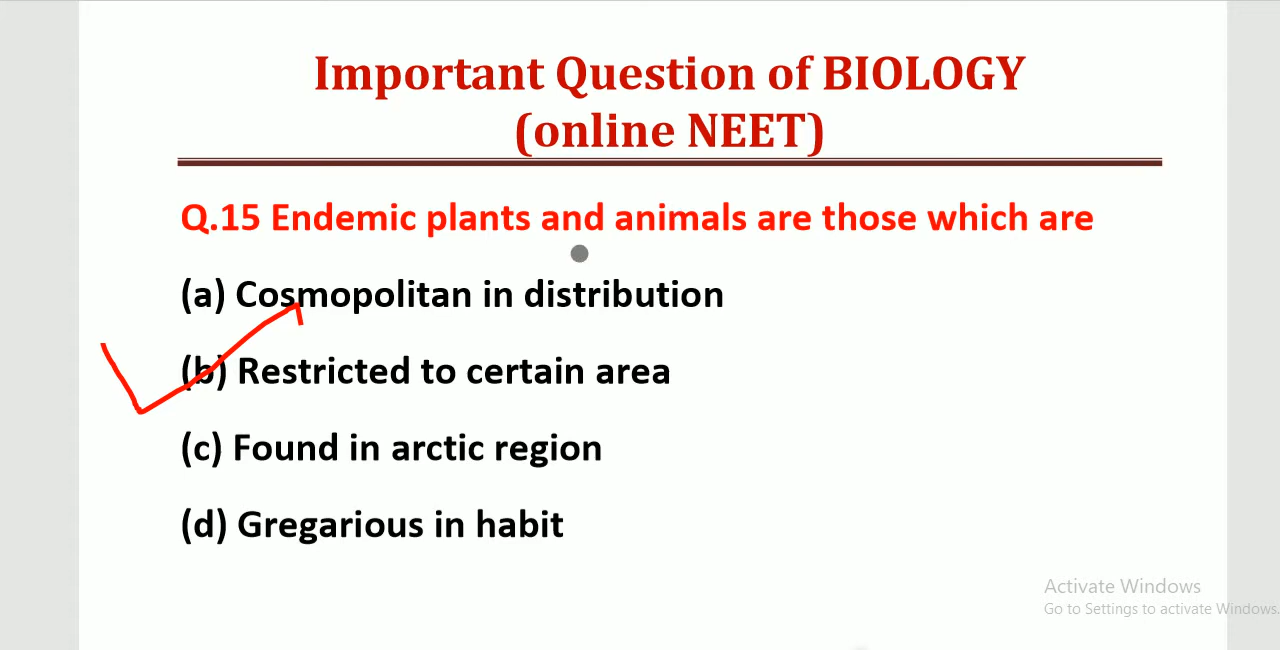 Important Question of BIOLOGY
(online NEET)
Q.15 Endemic plants and animals are those which are
(a) Cosmopolitan in distribution
(b) Restricted to certain area
(c) Found in arctic region
(d) Gregarious in habit
Activate Windows
Go to Settings to activate Windows.